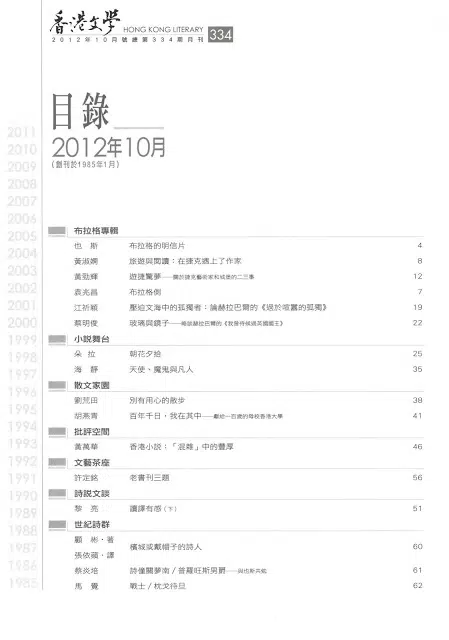 香港文學 HONG KONG LITERARY 334
2012年10月號總第334期月刊
目錄
2012年10月
(創刊於1985年1月)
2011
2010
2009
2008
2007
2006
2005
2004
2003
2002
2001
2000
1999
1998
1997
1996
1995
1994
1993
1992
1991
1990
1989
1988
1987
1986
1985
布拉格專輯
也 斯 布拉格的明信片 4
黃淑嫻 旅遊與閱讀:在捷克遇上了作家 8
黃勁輝 遊捷驚夢——關於捷克藝術家和城堡的二三事 12
袁兆昌 布拉格側 7
江祈穎 壓迫文海中的孤獨者:論赫拉巴爾的《過於喧囂的孤獨》 19
蔡明俊 玻璃與鏡子——略談赫拉巴爾的《我曾侍候過英國國王》 22
小說舞台
朵 拉 朝花夕拾 25
海 靜 天使、魔鬼與凡人 35
散文家園
劉荒田 別有用心的散步 38
胡燕青 百年千日,我在其中——獻給一百歲的母校香港大學 41
批評空間
黃萬華 香港小說:「混雜」中的豐厚 46
文藝茶座
許定銘 老書刊三題 56
詩說文談
黎 亮 讀譯有感(下) 51
世紀詩群
顧 彬·著
張依蘋·譯 檳城或戴帽子的詩人 60
蔡炎培 詩僮關夢南/普羅旺斯男爵——與也斯共航 61
馬 覺 戰士/枕戈待旦 62